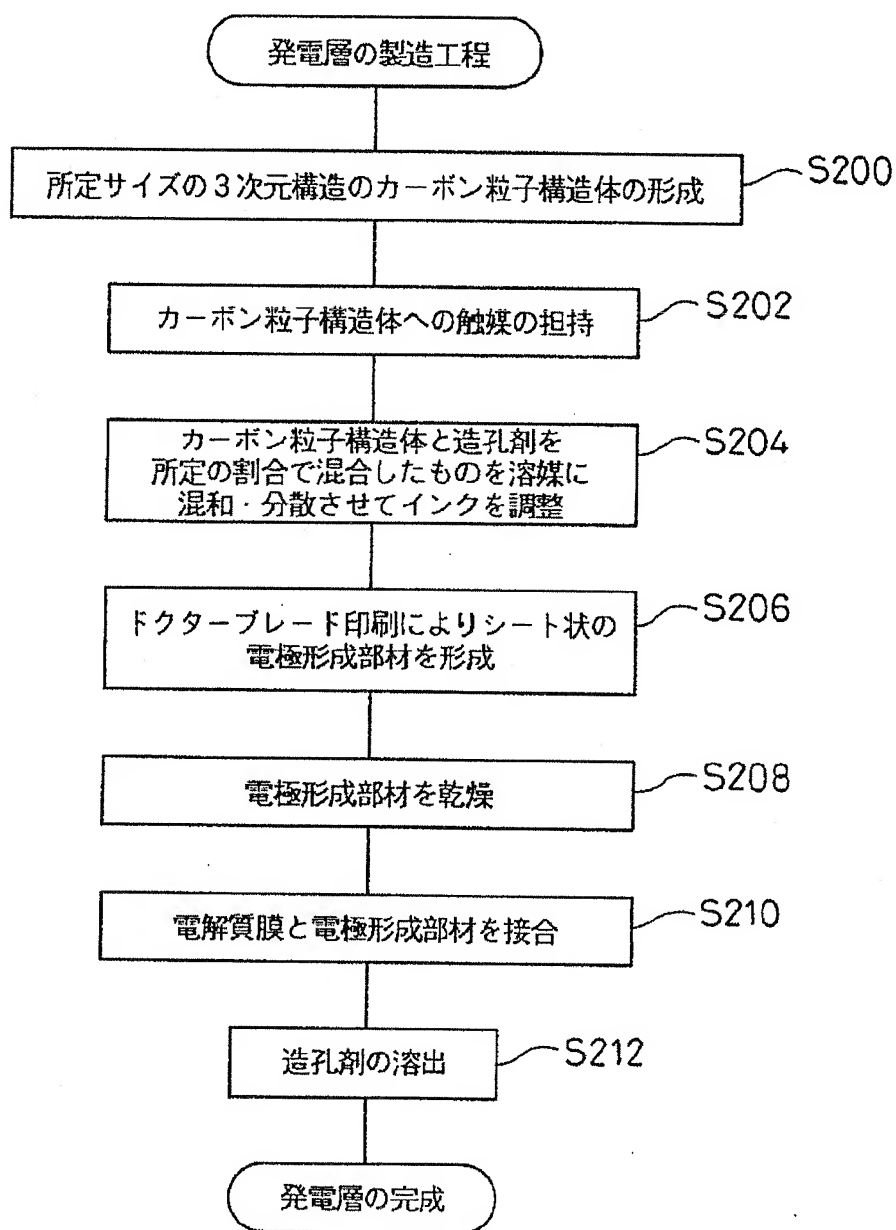 発電層の製造工程
所定サイズの3次元構造のカーボン粒子構造体の形成
S200
カーボン粒子構造体への触媒の担持
S202
カーボン粒子構造体と造孔剤を
所定の割合で混合したものを溶媒に
混和・分散させてインクを調整
S204
ドクターブレード印刷によりシート状の
電極形成部材を形成
S206
電極形成部材を乾燥
S208
電解質膜と電極形成部材を接合
S210
造孔剤の溶出
S212
発電層の完成